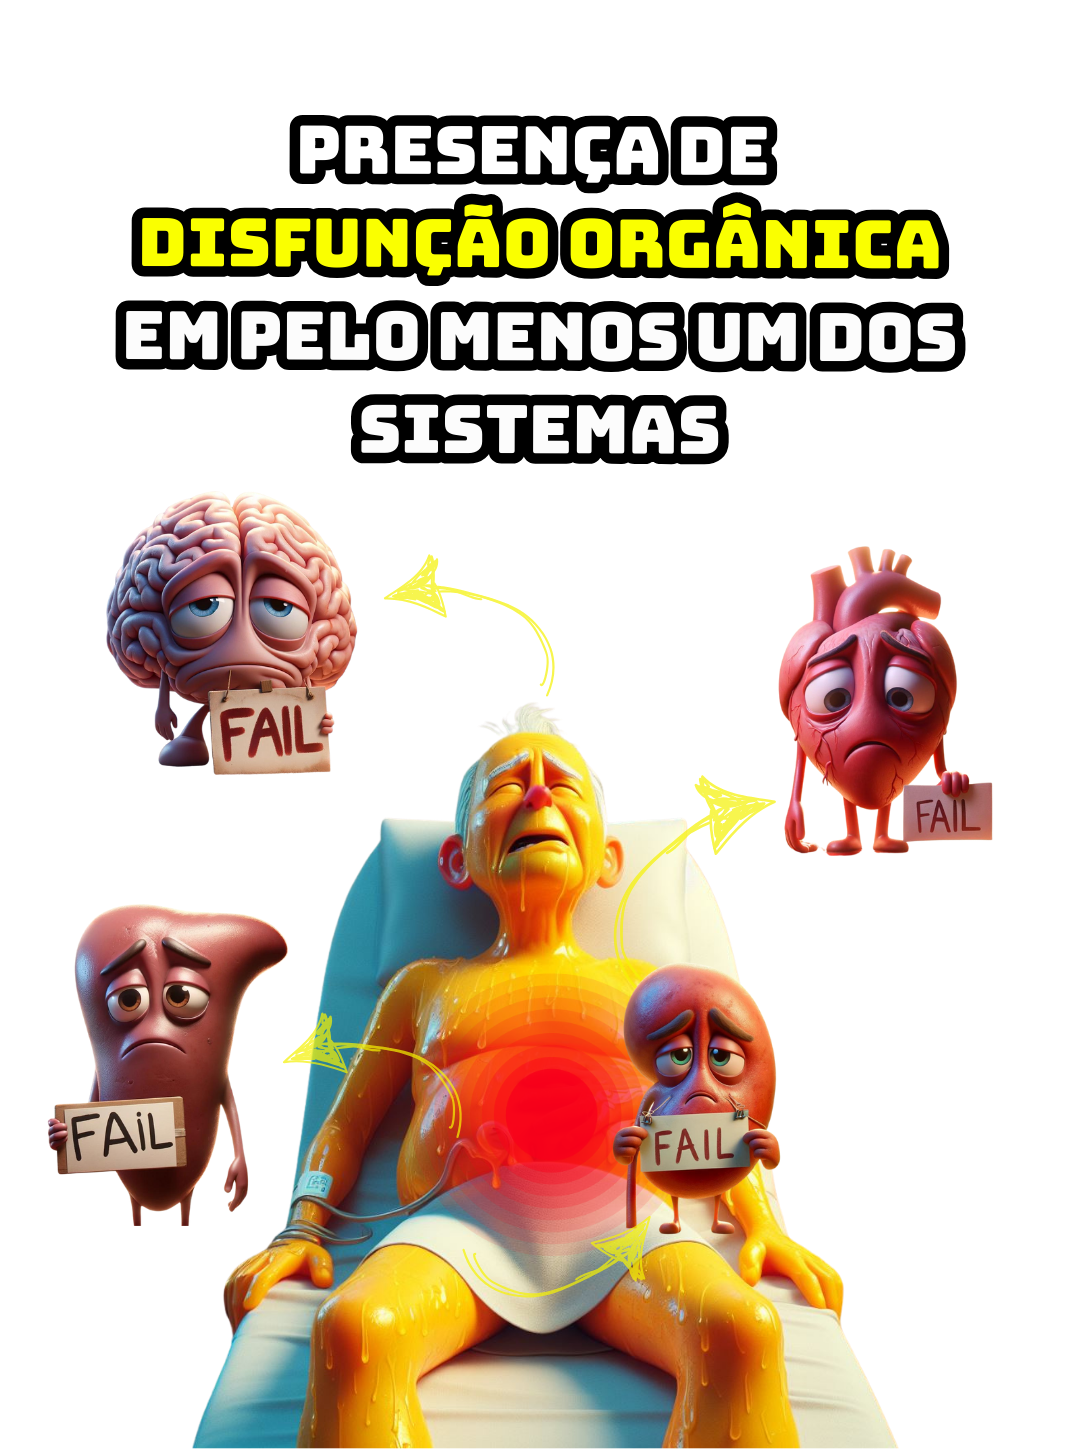 PRESENÇA DE
DISFUNÇÃO ORGÂNICA
EM PELO MENOS UM DOS
SISTEMAS
FAIL
FAIL
FAIL
FAIL